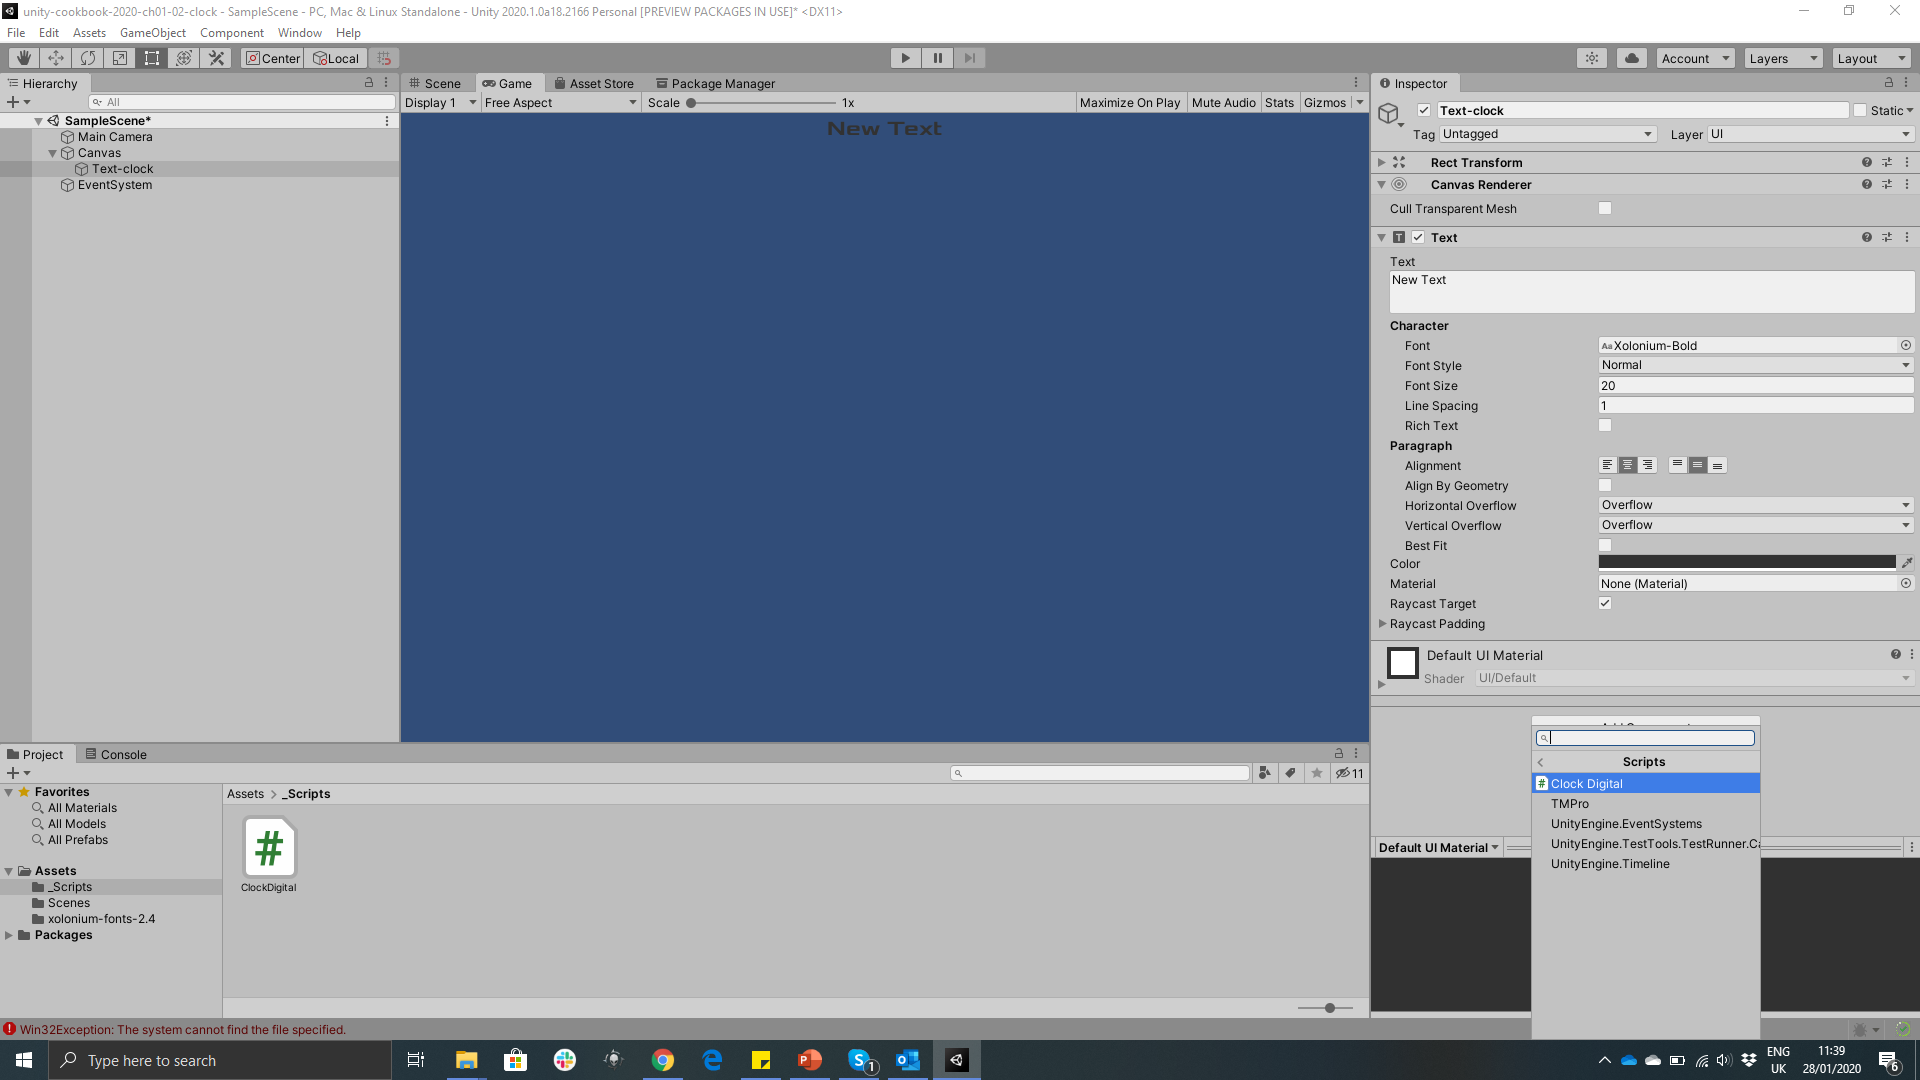 unity-cookbook-2020-ch01-02-clock - SampleScene - PC, Mac & Linux Standalone - Unity 2020.1.0a18.2166 Personal [PREVIEW PACKAGES IN USE]* <DX11>
File Edit Assets GameObject Component Window Help
Center Local Account Layers Layout
Hierarchy
All
SampleScene*
Main Camera
Canvas
Text-clock
EventSystem
Scene Game Asset Store Package Manager
Display 1 Free Aspect Scale 1x Maximize On Play Mute Audio Stats Gizmos
New Text
Inspector
Text-clock Static
Tag Untagged Layer UI
Rect Transform
Canvas Renderer
Cull Transparent Mesh
Text
Text
New Text
Character
Font Xolonium-Bold
Font Style Normal
Font Size 20
Line Spacing 1
Rich Text
Paragraph
Alignment
Align By Geometry
Horizontal Overflow Overflow
Vertical Overflow Overflow
Best Fit
Color
Material None (Material)
Raycast Target
Raycast Padding
Default UI Material
Shader UI/Default
Scripts
Clock Digital
TMPro
UnityEngine.EventSystems
UnityEngine.TestTools.TestRunner.Ca
UnityEngine.Timeline
Default UI Material
Project Console
11
Favorites
All Materials
All Models
All Prefabs
Assets
_Scripts
Scenes
xolonium-fonts-2.4
Packages
Assets > _Scripts
#
ClockDigital
Win32Exception: The system cannot find the file specified.
Type here to search
1
ENG
UK
11:39
28/01/2020
6